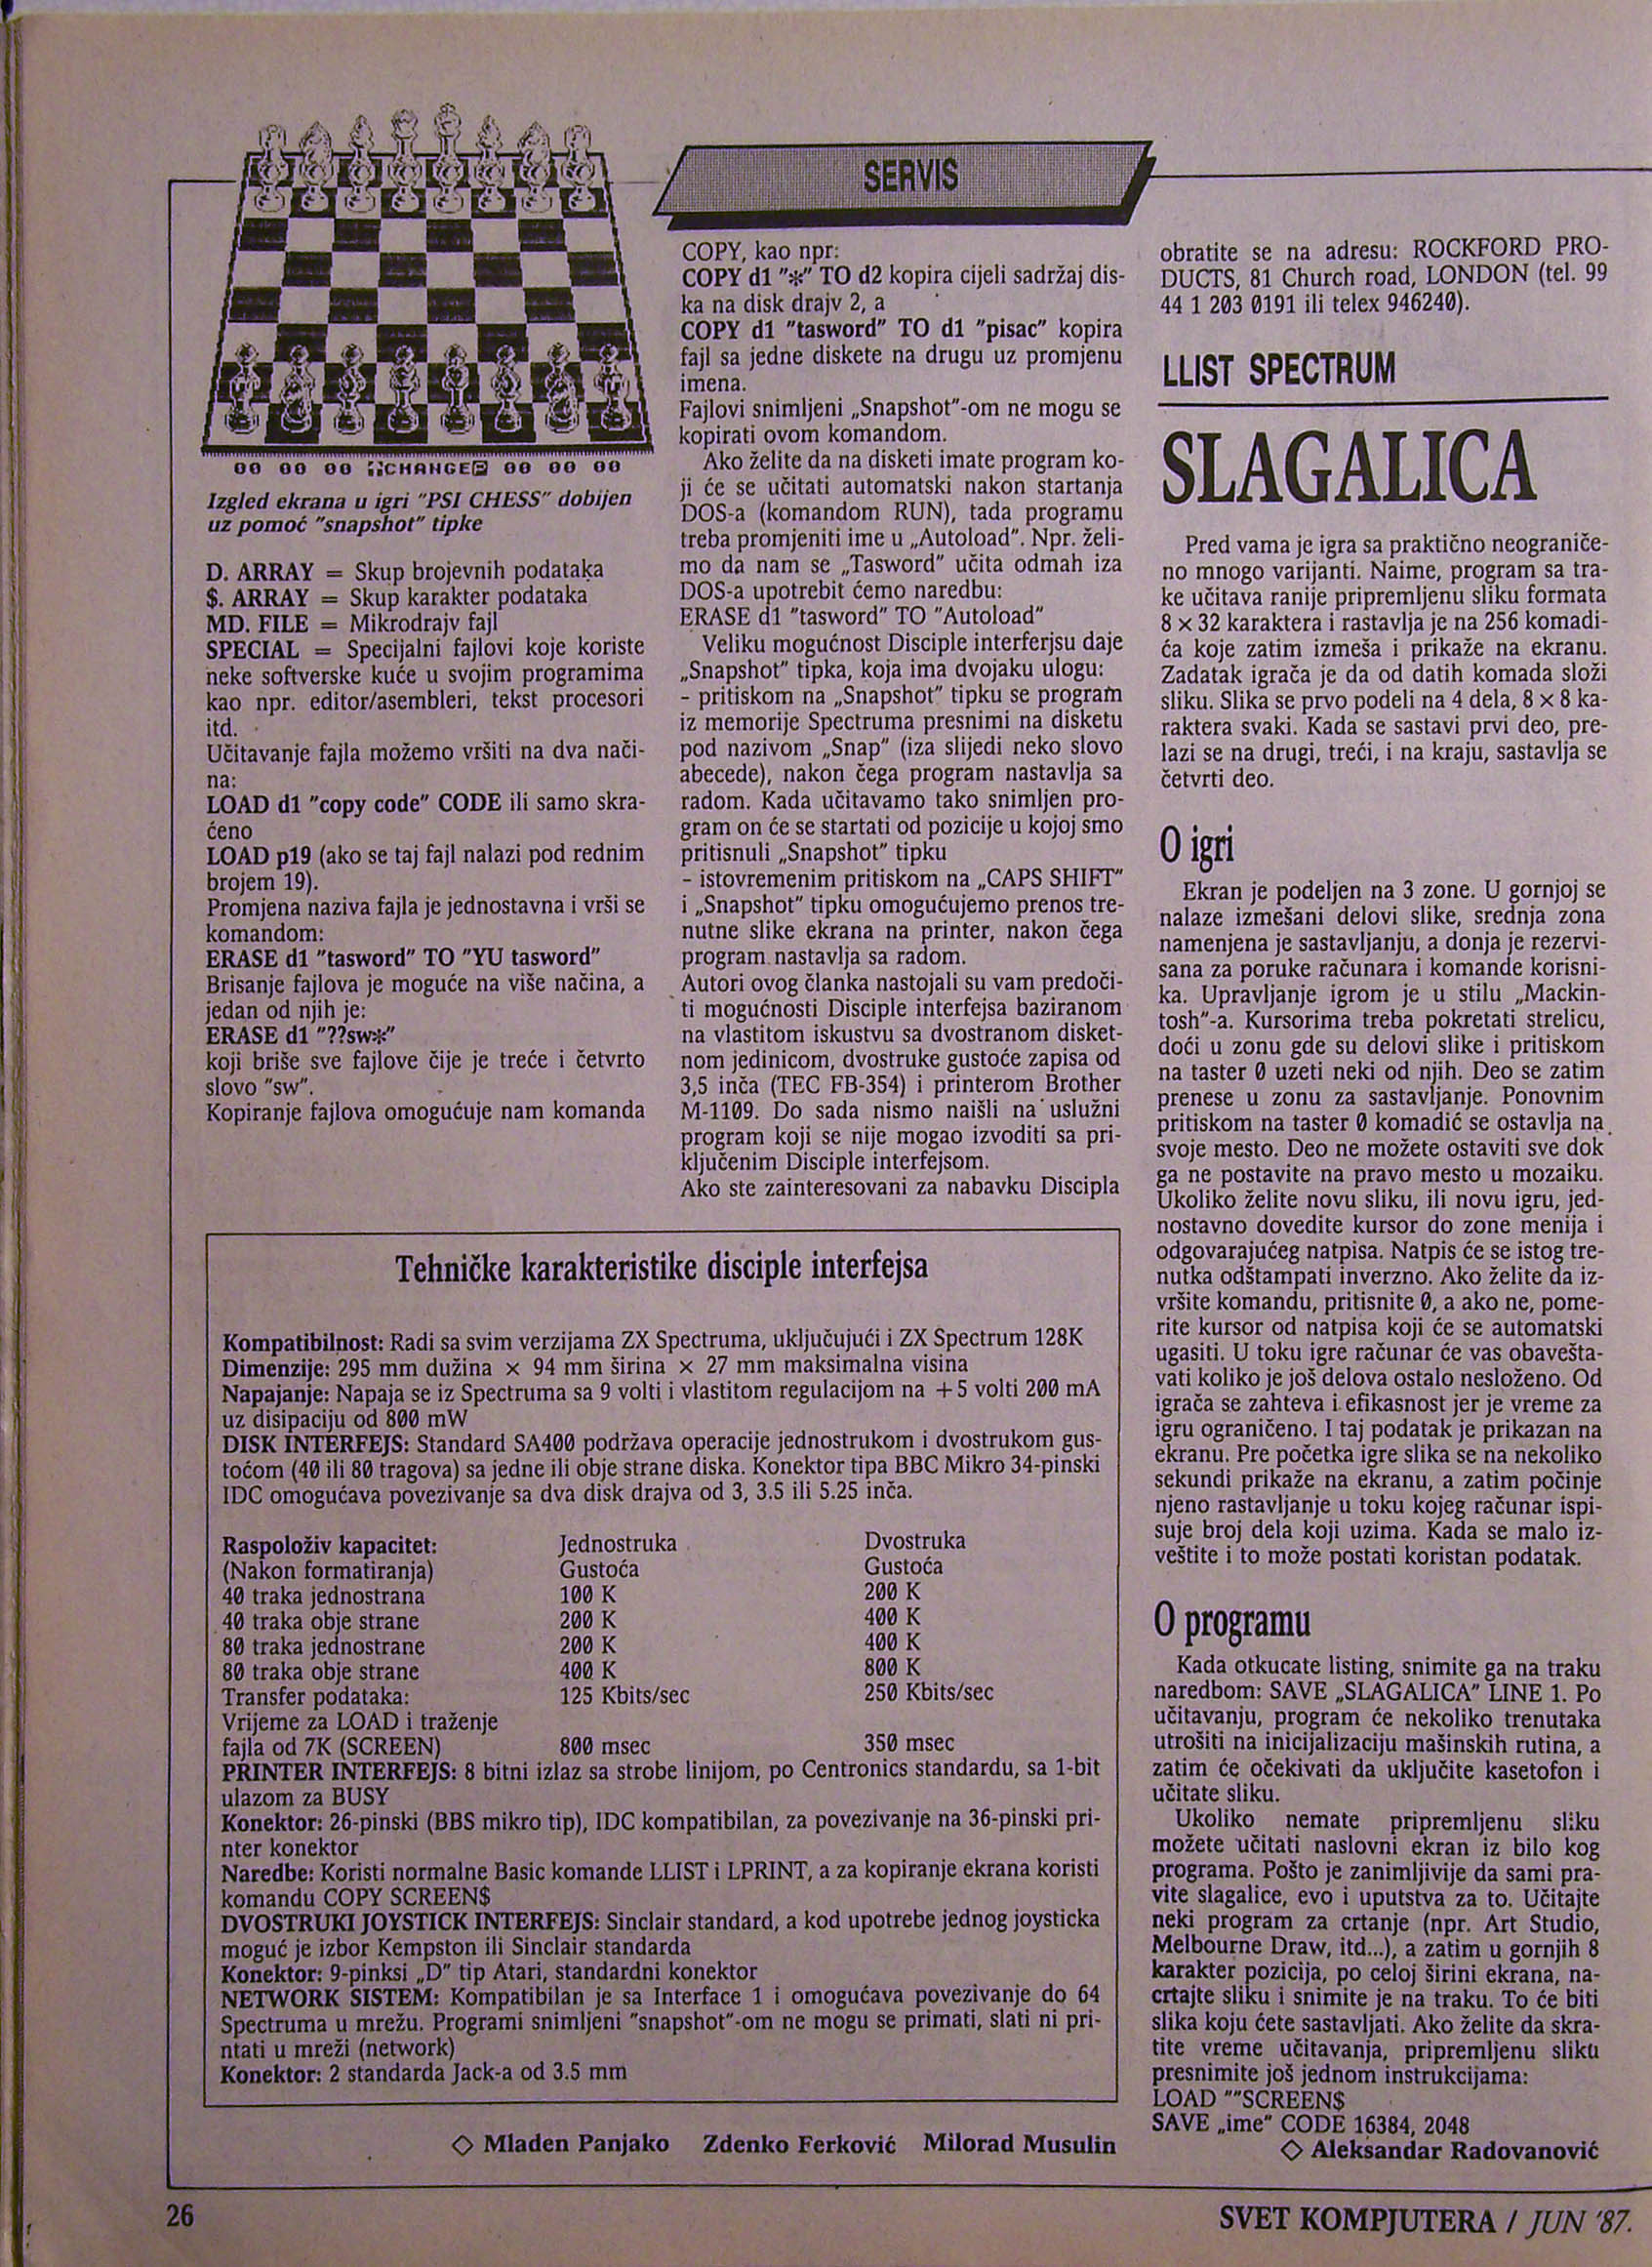 SERVIS
00 00 00 CHANGE 00 00 00
Izgled ekrana u igri "PSI CHESS" dobijen
uz pomoć "snapshot" tipke
D. ARRAY = Skup brojevnih podataka
$. ARRAY = Skup karakter podataka
MD. FILE = Mikrodrajv fajl
SPECIAL = Specijalni fajlovi koje koriste
neke softverske kuće u svojim programima
kao npr. editor/asembleri, tekst procesori
itd.
Učitavanje fajla možemo vršiti na dva nači-
na:
LOAD d1 "copy code" CODE ili samo skra-
ćeno
LOAD p19 (ako se taj fajl nalazi pod rednim
brojem 19).
Promjena naziva fajla je jednostavna i vrši se
komandom:
ERASE d1 "tasword" TO "YU tasword"
Brisanje fajlova je moguće na više načina, a
jedan od njih je:
ERASE d1 "??sw*"
koji briše sve fajlove čije je treće i četvrto
slovo "sw".
Kopiranje fajlova omogućuje nam komanda
COPY, kao npr:
COPY d1 "*" TO d2 kopira cijeli sadržaj dis-
ka na disk drajv 2, a
COPY d1 "tasword" TO d1 "pisac" kopira
fajl sa jedne diskete na drugu uz promjenu
imena.
Fajlovi snimljeni „Snapshot"-om ne mogu se
kopirati ovom komandom.
Ako želite da na disketi imate program ko-
ji će se učitati automatski nakon startanja
DOS-a (komandom RUN), tada programu
treba promjeniti ime u „Autoload". Npr. želi-
mo da nam se „Tasword" učita odmah iza
DOS-a upotrebit ćemo naredbu:
ERASE d1 "tasword" TO "Autoload"
Veliku mogućnost Disciple interferjsu daje
„Snapshot" tipka, koja ima dvojaku ulogu:
- pritiskom na „Snapshot" tipku se program
iz memorije Spectruma presnimi na disketu
pod nazivom „Snap" (iza slijedi neko slovo
abecede), nakon čega program nastavlja sa
radom. Kada učitavamo tako snimljen pro-
gram on će se startati od pozicije u kojoj smo
pritisnuli „Snapshot" tipku
- istovremenim pritiskom na „CAPS SHIFT"
i „Snapshot" tipku omogućujemo prenos tre-
nutne slike ekrana na printer, nakon čega
program nastavlja sa radom.
Autori ovog članka nastojali su vam predoči-
ti mogućnosti Disciple interfejsa baziranom
na vlastitom iskustvu sa dvostranom disket-
nom jedinicom, dvostruke gustoće zapisa od
3,5 inča (TEC FB-354) i printerom Brother
M-1109. Do sada nismo naišli na uslužni
program koji se nije mogao izvoditi sa pri-
ključenim Disciple interfejsom.
Ako ste zainteresovani za nabavku Discipla
obratite se na adresu: ROCKFORD PRO-
DUCTS, 81 Church road, LONDON (tel. 99
44 1 203 0191 ili telex 946240).
Tehničke karakteristike disciple interfejsa
Kompatibilnost: Radi sa svim verzijama ZX Spectruma, uključujući i ZX Spectrum 128K
Dimenzije: 295 mm dužina x 94 mm širina x 27 mm maksimalna visina
Napajanje: Napaja se iz Spectruma sa 9 volti i vlastitom regulacijom na +5 volti 200 mA
uz disipaciju od 800 mW
DISK INTERFEJS: Standard SA400 podržava operacije jednostrukom i dvostrukom gus-
toćom (40 ili 80 tragova) sa jedne ili obje strane diska. Konektor tipa BBC Mikro 34-pinski
IDC omogućava povezivanje sa dva disk drajva od 3, 3.5 ili 5.25 inča.
Raspoloživ kapacitet: Jednostruka Dvostruka
(Nakon formatiranja) Gustoća Gustoća
40 traka jednostrana 100 K 200 K
40 traka obje strane 200 K 400 K
80 traka jednostrane 200 K 400 K
80 traka obje strane 400 K 800 K
Transfer podataka: 125 Kbits/sec 250 Kbits/sec
Vrijeme za LOAD i traženje
fajla od 7K (SCREEN) 800 msec 350 msec
PRINTER INTERFEJS: 8 bitni izlaz sa strobe linijom, po Centronics standardu, sa 1-bit
ulazom za BUSY
Konektor: 26-pinski (BBS mikro tip), IDC kompatibilan, za povezivanje na 36-pinski pri-
nter konektor
Naredbe: Koristi normalne Basic komande LLIST i LPRINT, a za kopiranje ekrana koristi
komandu COPY SCREEN$
DVOSTRUKI JOYSTICK INTERFEJS: Sinclair standard, a kod upotrebe jednog joysticka
moguć je izbor Kempston ili Sinclair standarda
Konektor: 9-pinksi „D" tip Atari, standardni konektor
NETWORK SISTEM: Kompatibilan je sa Interface 1 i omogućava povezivanje do 64
Spectruma u mrežu. Programi snimljeni "snapshot"-om ne mogu se primati, slati ni pri-
ntati u mreži (network)
Konektor: 2 standarda Jack-a od 3.5 mm
◇ Mladen Panjako Zdenko Ferković Milorad Musulin
LLIST SPECTRUM
SLAGALICA
Pred vama je igra sa praktično neograniče-
no mnogo varijanti. Naime, program sa tra-
ke učitava ranije pripremljenu sliku formata
8 x 32 karaktera i rastavlja je na 256 komadi-
ća koje zatim izmeša i prikaže na ekranu.
Zadatak igrača je da od datih komada složi
sliku. Slika se prvo podeli na 4 dela, 8 x 8 ka-
raktera svaki. Kada se sastavi prvi deo, pre-
lazi se na drugi, treći, i na kraju, sastavlja se
četvrti deo.
O igri
Ekran je podeljen na 3 zone. U gornjoj se
nalaze izmešani delovi slike, srednja zona
namenjena je sastavljanju, a donja je rezervi-
sana za poruke računara i komande korisni-
ka. Upravljanje igrom je u stilu „Mackin-
tosh"-a. Kursorima treba pokretati strelicu,
doći u zonu gde su delovi slike i pritiskom
na taster 0 uzeti neki od njih. Deo se zatim
prenese u zonu za sastavljanje. Ponovnim
pritiskom na taster 0 komadić se ostavlja na
svoje mesto. Deo ne možete ostaviti sve dok
ga ne postavite na pravo mesto u mozaiku.
Ukoliko želite novu sliku, ili novu igru, jed-
nostavno dovedite kursor do zone menija i
odgovarajućeg natpisa. Natpis će se istog tre-
nutka odštampati inverzno. Ako želite da iz-
vršite komandu, pritisnite 0, a ako ne, pome-
rite kursor od natpisa koji će se automatski
ugasiti. U toku igre računar će vas obavešta-
vati koliko je još delova ostalo nesloženo. Od
igrača se zahteva i efikasnost jer je vreme za
igru ograničeno. I taj podatak je prikazan na
ekranu. Pre početka igre slika se na nekoliko
sekundi prikaže na ekranu, a zatim počinje
njeno rastavljanje u toku kojeg računar ispi-
suje broj dela koji uzima. Kada se malo iz-
veštite i to može postati koristan podatak.
O programu
Kada otkucate listing, snimite ga na traku
naredbom: SAVE „SLAGALICA" LINE 1. Po
učitavanju, program će nekoliko trenutaka
utrošiti na inicijalizaciju mašinskih rutina, a
zatim će očekivati da uključite kasetofon i
učitate sliku.
Ukoliko nemate pripremljenu sliku
možete učitati naslovni ekran iz bilo kog
programa. Pošto je zanimljivije da sami pra-
vite slagalice, evo i uputstva za to. Učitajte
neki program za crtanje (npr. Art Studio,
Melbourne Draw, itd...), a zatim u gornjih 8
karakter pozicija, po celoj širini ekrana, na-
crtajte sliku i snimite je na traku. To će biti
slika koju ćete sastavljati. Ako želite da skra-
tite vreme učitavanja, pripremljenu sliku
presnimite još jednom instrukcijama:
LOAD ""SCREEN$
SAVE „ime" CODE 16384, 2048
◇ Aleksandar Radovanović
26
SVET KOMPJUTERA / JUN '87.